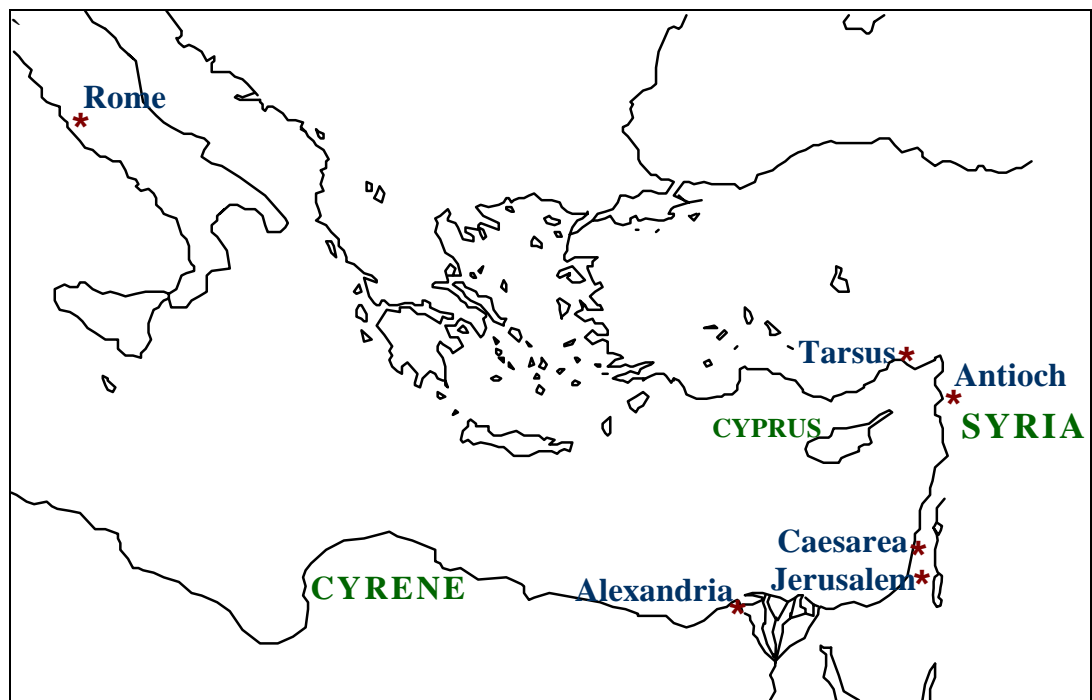 Rome
Tarsus
Antioch
CYPRUS
SYRIA
Caesarea
Jerusalem
CYRENE
Alexandria